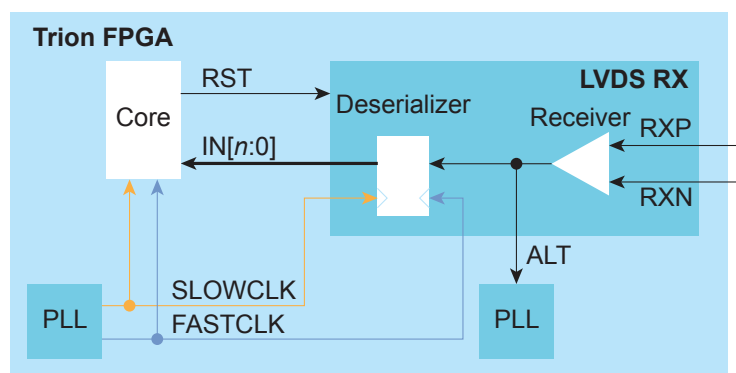 Trion FPGA
RST
LVDS RX
Core
Deserializer
Receiver
RXP
IN[n:0]
RXN
ALT
SLOWCLK
PLL
FASTCLK
PLL